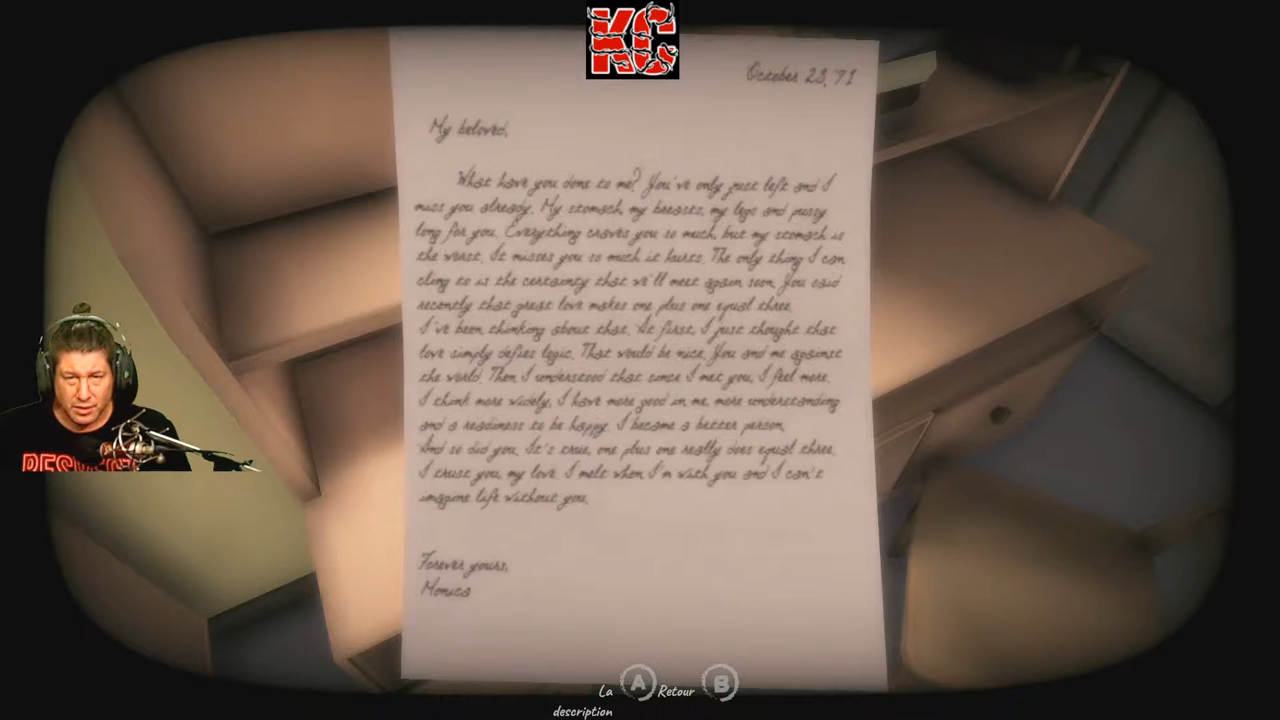 KC
October 23, '71
My beloved,
What have you done to me? You've only just left and I
miss you already. My stomach, my breasts, my legs and pussy
long for you. Everything craves you so much, but my stomach is
the worst. It misses you so much it hurts. The only thing I can
cling to is the certainty that we'll meet again soon. You said
recently that great love makes one plus one equal three.
I've been thinking about that. At first, I just thought that
love simply defies logic. That would be nice. You and me against
the world. Then I understood that since I met you, I feel more,
I think more widely, I have more good in me, more understanding
and a readiness to be happy. I became a better person.
And so did you. It's true, one plus one really does equal three.
I trust you, my love. I melt when I'm with you and I can't
imagine life without you.
Forever yours,
Monica
La A Retour B
description